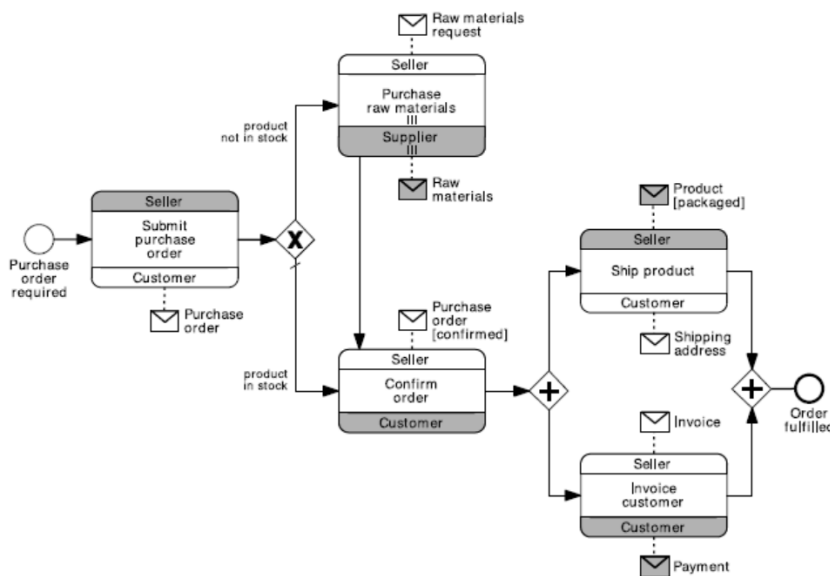 Raw materials
request
Seller
Purchase
raw materials
Supplier
product
not in stock
Raw
materials
Seller
Submit
purchase
order
Customer
Purchase
order
required
Purchase
order
Product
[packaged]
Seller
Ship product
Customer
Shipping
address
Purchase
order
[confirmed]
Seller
Confirm
order
Customer
product
in stock
Order
fulfilled
Invoice
Seller
Invoice
customer
Customer
Payment